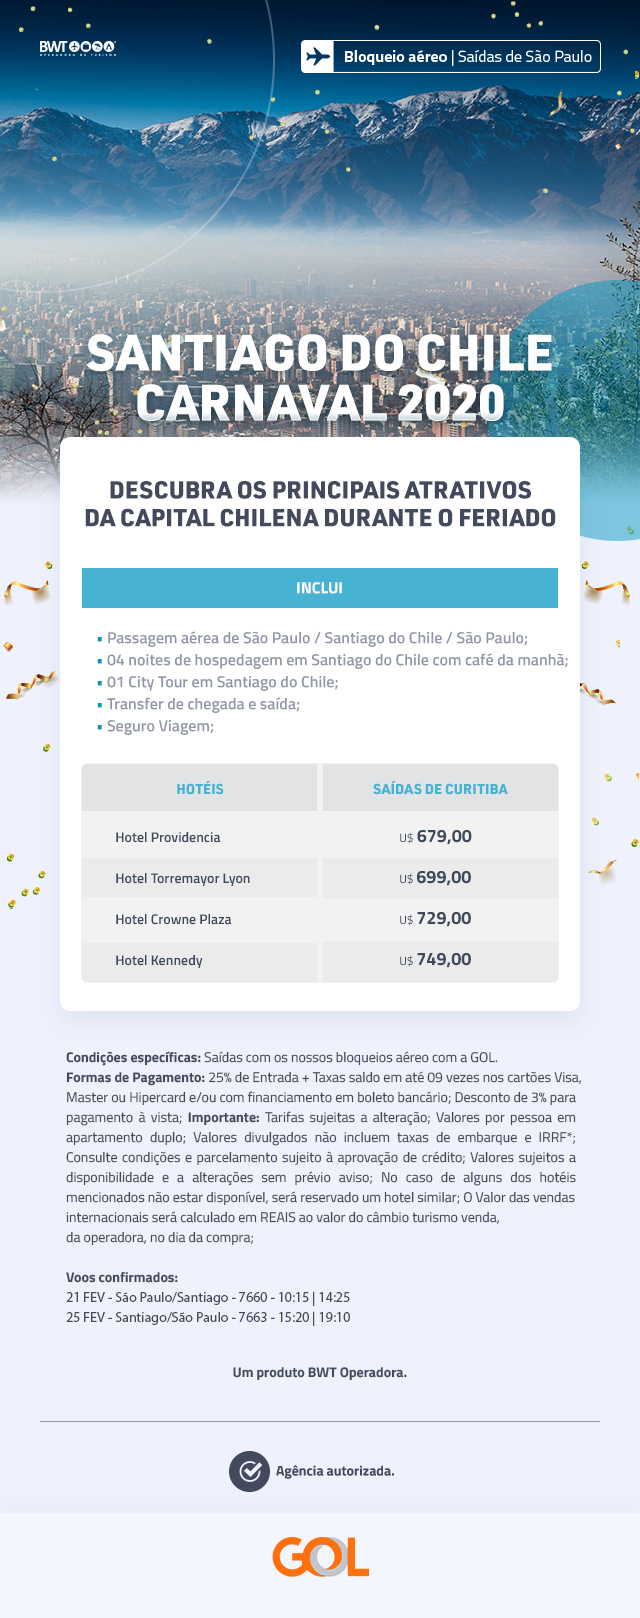 BWT
OPERADORA DE TURISMO
Bloqueio aéreo | Saídas de São Paulo
SANTIAGO DO CHILE
CARNAVAL 2020
DESCUBRA OS PRINCIPAIS ATRATIVOS
DA CAPITAL CHILENA DURANTE O FERIADO
INCLUI
▪ Passagem aérea de São Paulo / Santiago do Chile / São Paulo;
▪ 04 noites de hospedagem em Santiago do Chile com café da manhã;
▪ 01 City Tour em Santiago do Chile;
▪ Transfer de chegada e saída;
▪ Seguro Viagem;
HOTÉIS SAÍDAS DE CURITIBA
Hotel Providencia U$ 679,00
Hotel Torremayor Lyon U$ 699,00
Hotel Crowne Plaza U$ 729,00
Hotel Kennedy U$ 749,00
Condições específicas: Saídas com os nossos bloqueios aéreo com a GOL.
Formas de Pagamento: 25% de Entrada + Taxas saldo em até 09 vezes nos cartões Visa,
Master ou Hipercard e/ou com financiamento em boleto bancário; Desconto de 3% para
pagamento à vista; Importante: Tarifas sujeitas a alteração; Valores por pessoa em
apartamento duplo; Valores divulgados não incluem taxas de embarque e IRRF*;
Consulte condições e parcelamento sujeito à aprovação de crédito; Valores sujeitos a
disponibilidade e a alterações sem prévio aviso; No caso de alguns dos hotéis
mencionados não estar disponível, será reservado um hotel similar; O Valor das vendas
internacionais será calculado em REAIS ao valor do câmbio turismo venda,
da operadora, no dia da compra;
Voos confirmados:
21 FEV - São Paulo/Santiago - 7660 - 10:15 | 14:25
25 FEV - Santiago/São Paulo - 7663 - 15:20 | 19:10
Um produto BWT Operadora.
Agência autorizada.
GOL